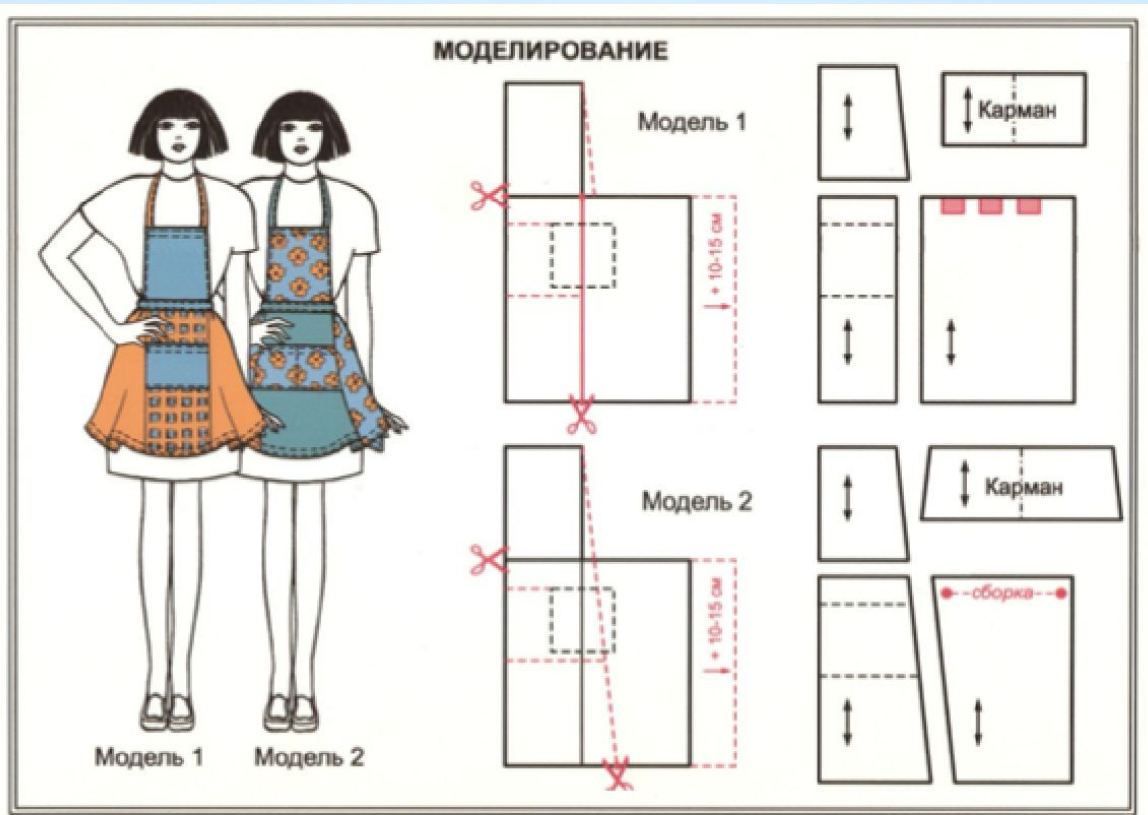 МОДЕЛИРОВАНИЕ
Модель 1
Карман
+ 10-15 см
Модель 2
Карман
+ 10-15 см
сборка
Модель 1
Модель 2